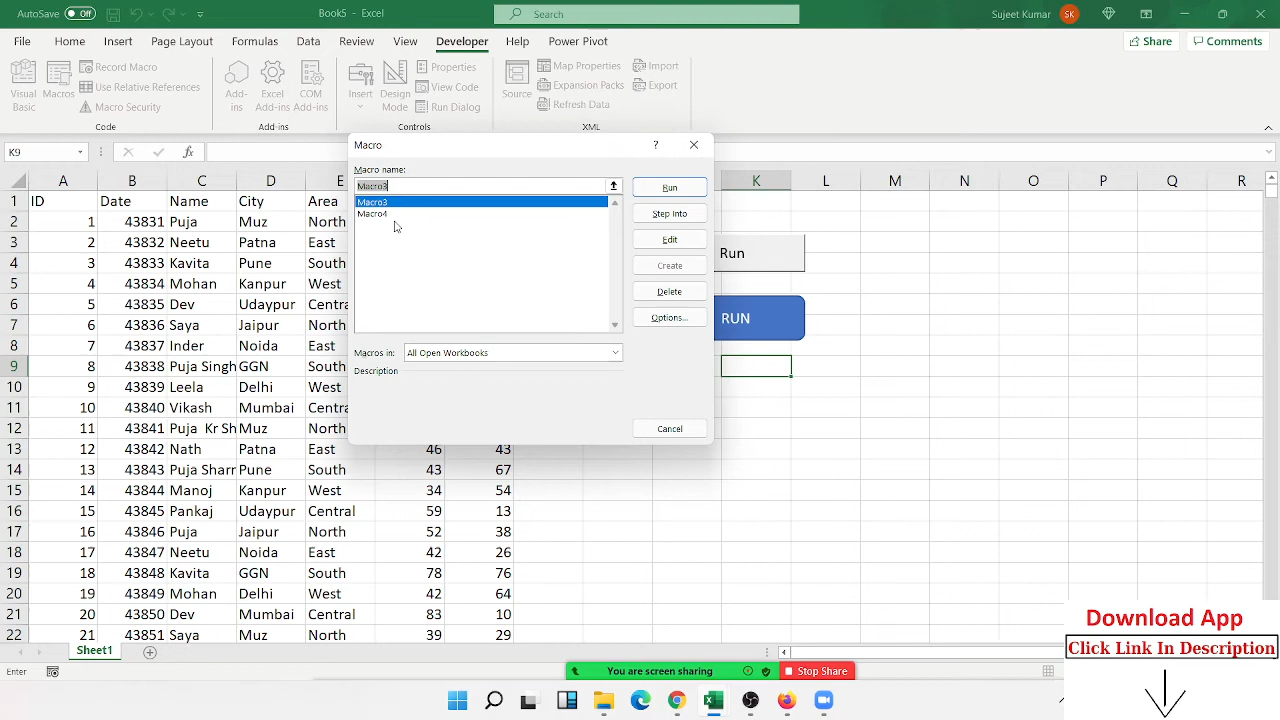 AutoSave Off Book5 - Excel Search Sujeet Kumar SK
File Home Insert Page Layout Formulas Data Review View Developer Help Power Pivot Share Comments
Visual Basic Macros Record Macro Use Relative References Macro Security Code
Add-ins Excel Add-ins COM Add-ins Add-ins
Insert Design Mode Properties View Code Run Dialog Controls
Source Map Properties Expansion Packs Refresh Data Import Export XML
K9 fx
A B C D E K L M N O P Q R
1 ID Date Name City Area
2 1 43831 Puja Muz North
3 2 43832 Neetu Patna East
4 3 43833 Kavita Pune South
5 4 43834 Mohan Kanpur West
6 5 43835 Dev Udaypur Centra
7 6 43836 Saya Jaipur North
8 7 43837 Inder Noida East
9 8 43838 Puja Singh GGN South
10 9 43839 Leela Delhi West
11 10 43840 Vikash Mumbai Centra
12 11 43841 Puja Kr Sh Muz North
13 12 43842 Nath Patna East 46 43
14 13 43843 Puja Sharr Pune South 43 67
15 14 43844 Manoj Kanpur West 34 54
16 15 43845 Pankaj Udaypur Central 59 13
17 16 43846 Puja Jaipur North 52 38
18 17 43847 Neetu Noida East 42 26
19 18 43848 Kavita GGN South 78 76
20 19 43849 Mohan Delhi West 42 64
21 20 43850 Dev Mumbai Central 83 10
22 21 43851 Saya Muz North 39 29
Macro ?
Macro name:
Macro3
Macro3
Macro4
Run
Step Into
Edit
Create
Delete
Options...
Macros in: All Open Workbooks
Description
Cancel
Run
RUN
Sheet1
Enter
You are screen sharing Stop Share
Download App
Click Link In Description